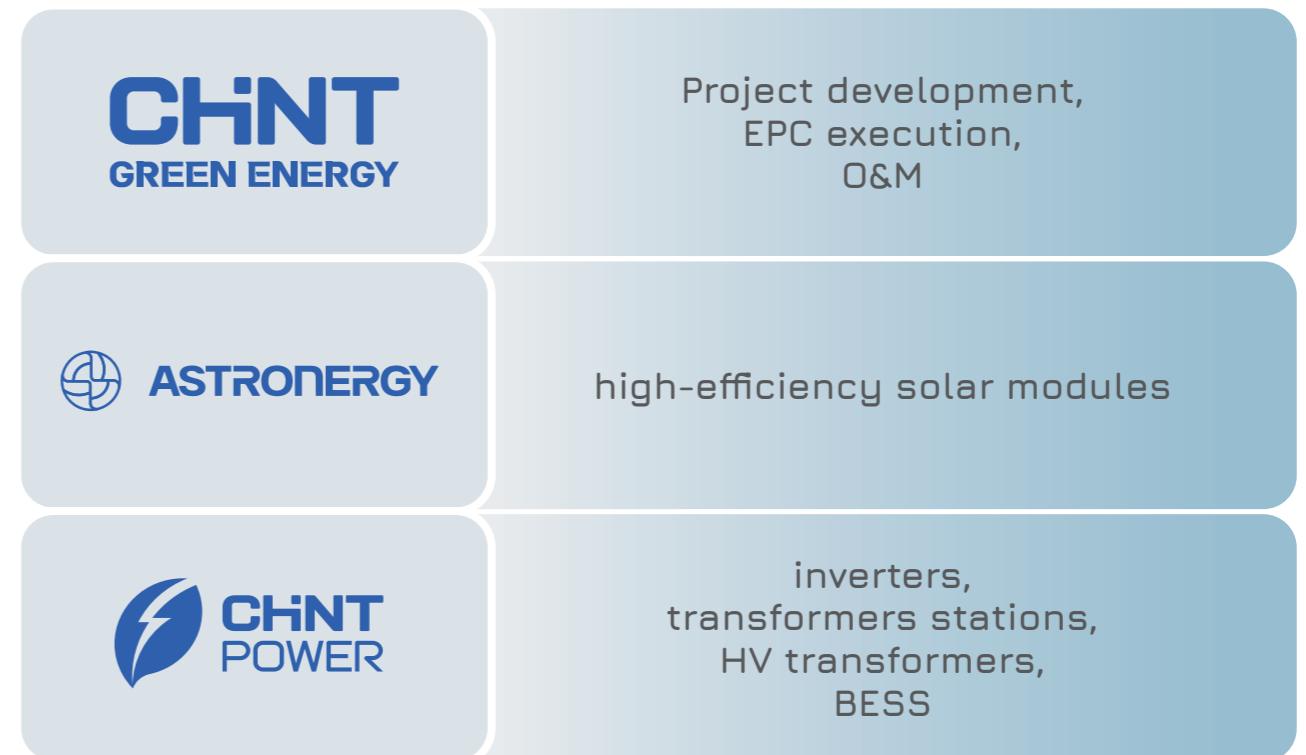 CHiNT
GREEN ENERGY
Project development,
EPC execution,
O&M
ASTRONERGY
high-efficiency solar modules
CHiNT
POWER
inverters,
transformers stations,
HV transformers,
BESS